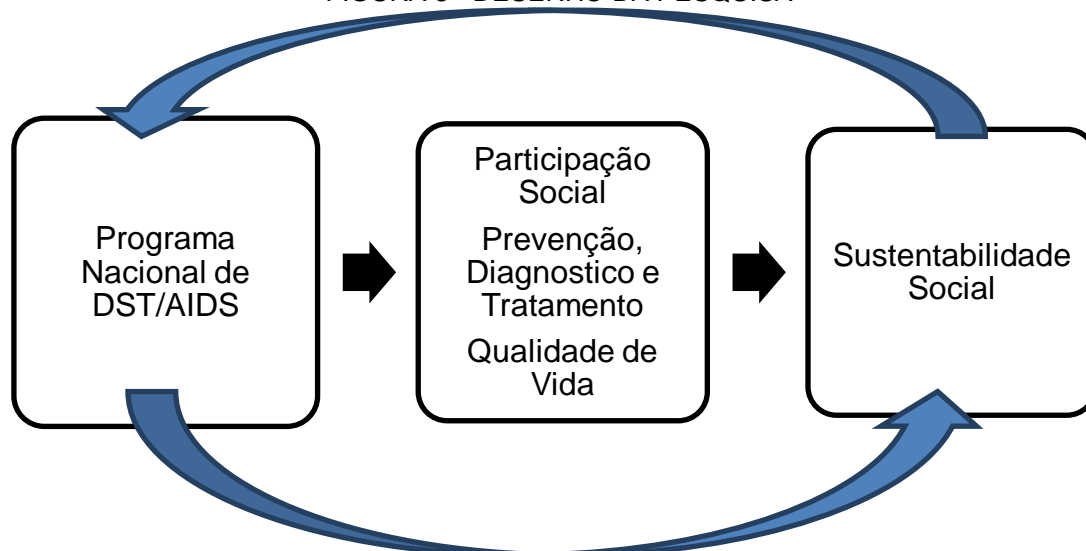 Programa
Nacional de
DST/AIDS
Participação
Social
Prevenção,
Diagnostico e
Tratamento
Qualidade de
Vida
Sustentabilidade
Social